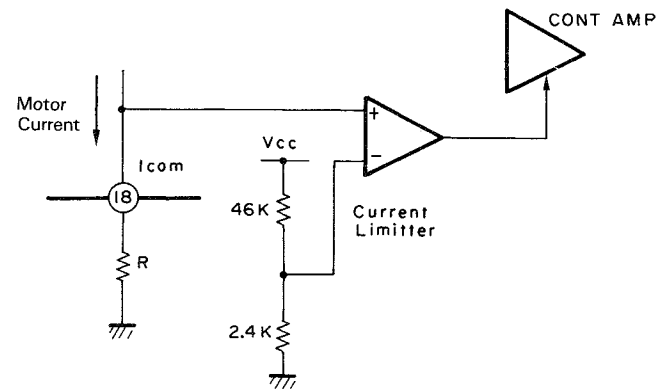 CONT AMP
Motor
Current
+
Vcc
−
Icom
18
46K
Current
Limitter
R
2.4K